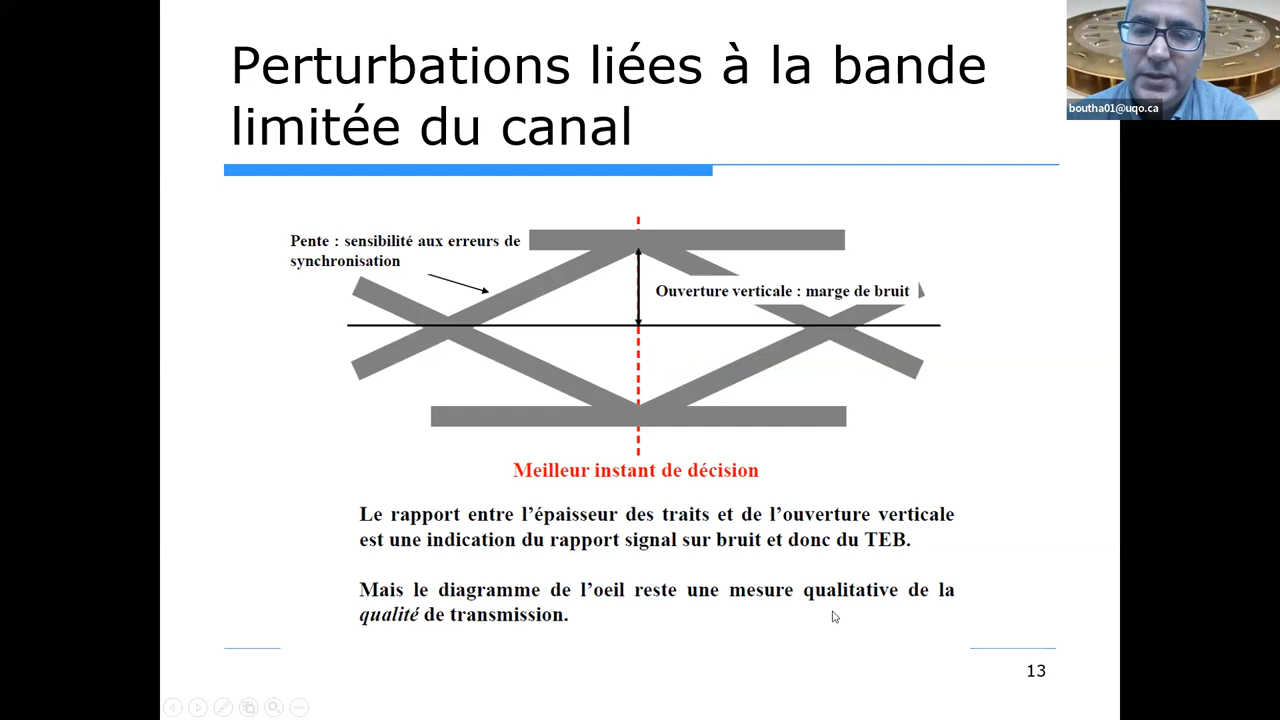 Perturbations liées à la bande
limitée du canal
boutha01@uqo.ca
Pente : sensibilité aux erreurs de
synchronisation
Ouverture verticale : marge de bruit
Meilleur instant de décision
Le rapport entre l'épaisseur des traits et de l'ouverture verticale
est une indication du rapport signal sur bruit et donc du TEB.
Mais le diagramme de l'oeil reste une mesure qualitative de la
qualité de transmission.
13